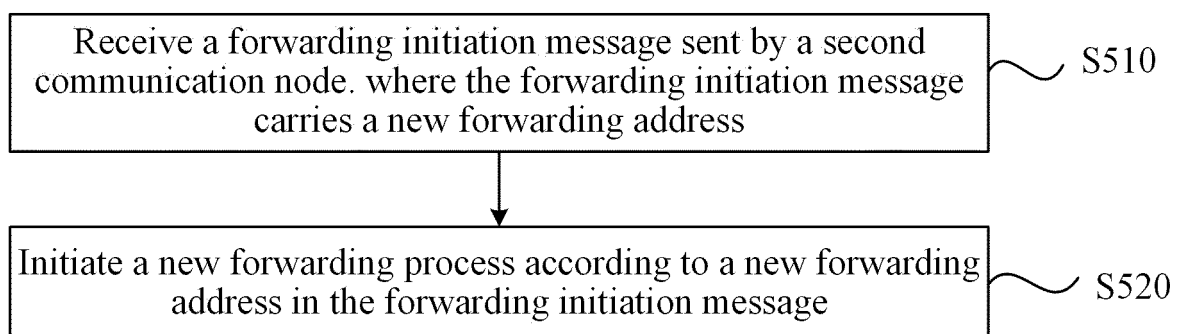 Receive a forwarding initiation message sent by a second
communication node. where the forwarding initiation message
carries a new forwarding address
S510
Initiate a new forwarding process according to a new forwarding
address in the forwarding initiation message
S520